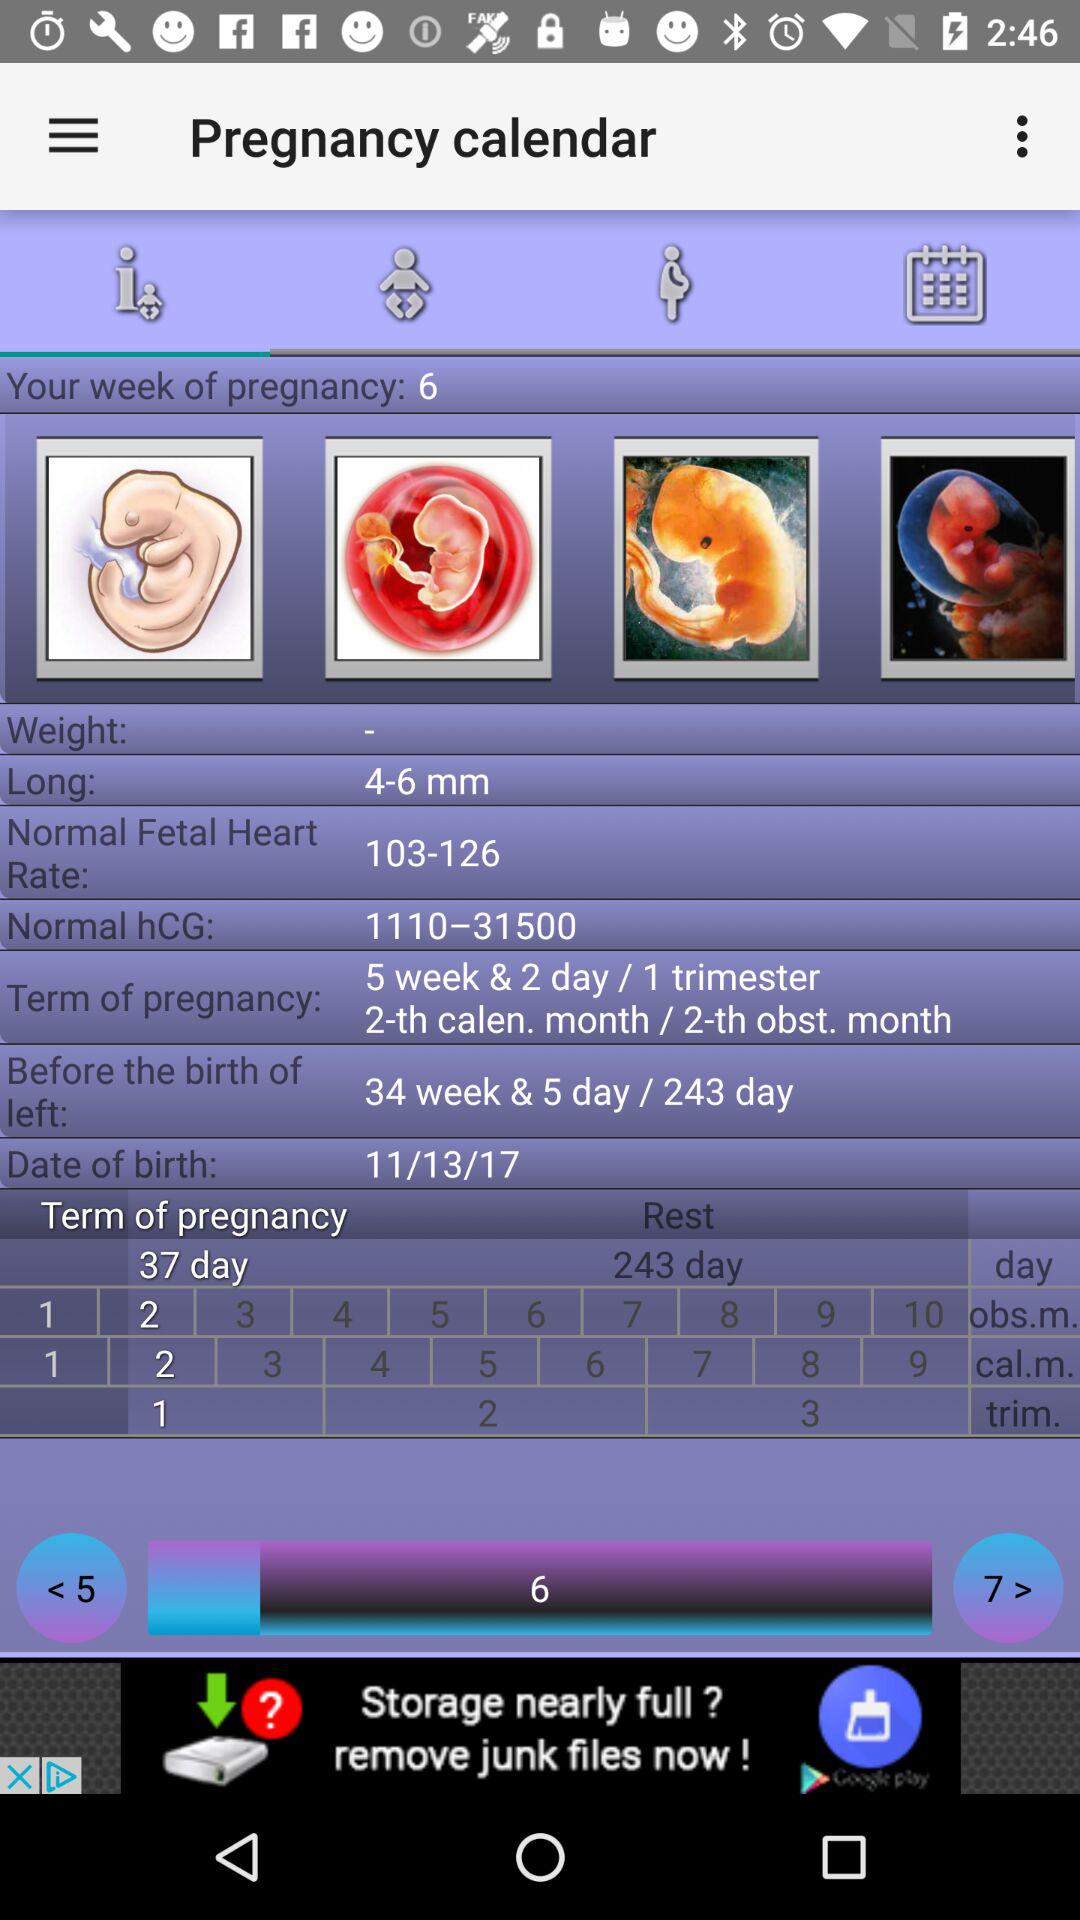 FAKE
2:46
Pregnancy calendar
Your week of pregnancy: 6
Weight: -
Long: 4-6 mm
Normal Fetal Heart
Rate: 103-126
Normal hCG: 1110–31500
Term of pregnancy: 5 week & 2 day / 1 trimester
2-th calen. month / 2-th obst. month
Before the birth of
left: 34 week & 5 day / 243 day
Date of birth: 11/13/17
Term of pregnancy Rest
37 day 243 day day
1 2 3 4 5 6 7 8 9 10 obs.m.
1 2 3 4 5 6 7 8 9 cal.m.
1 2 3 trim.
< 5 6 7 >
Storage nearly full ?
remove junk files now !
Google play